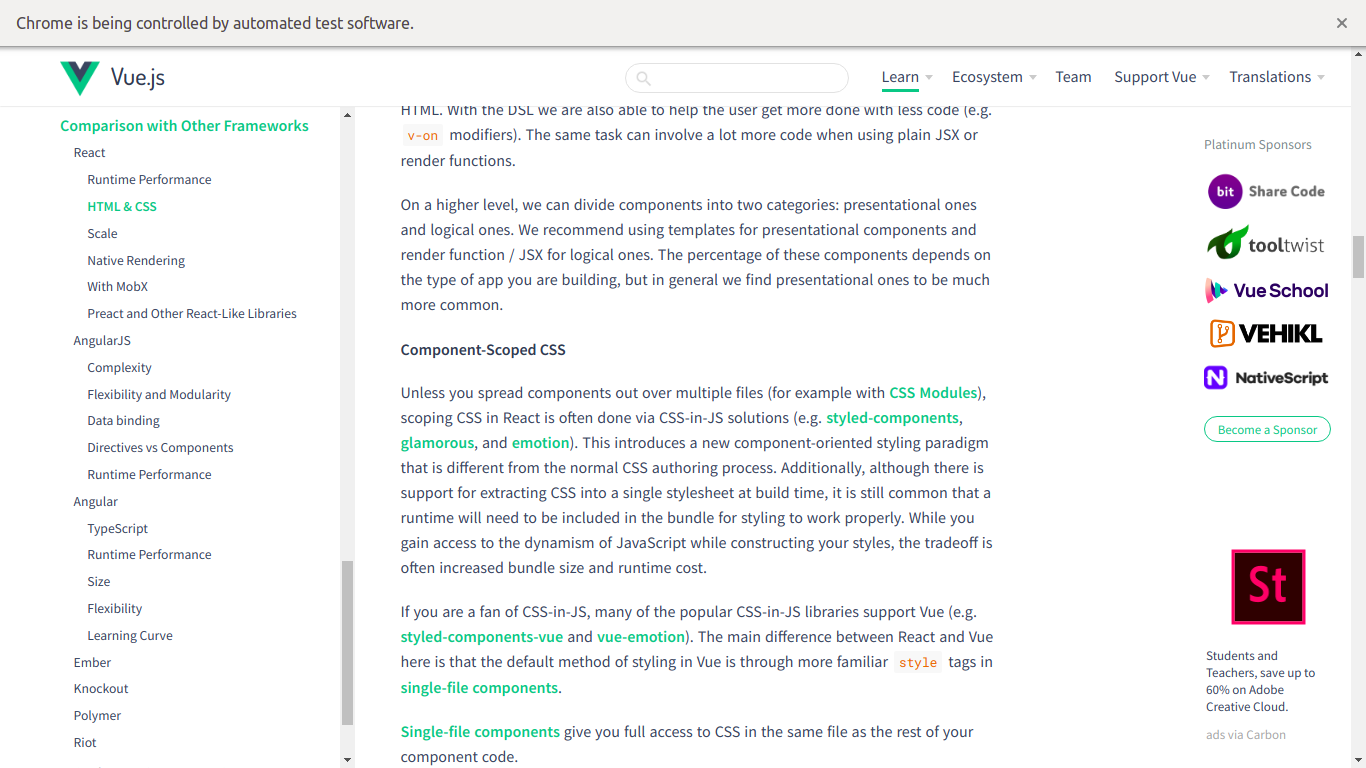 Chrome is being controlled by automated test software.
Vue.js
Learn
Ecosystem
Team
Support Vue
Translations
Comparison with Other Frameworks
React
Runtime Performance
HTML & CSS
Scale
Native Rendering
With MobX
Preact and Other React-Like Libraries
AngularJS
Complexity
Flexibility and Modularity
Data binding
Directives vs Components
Runtime Performance
Angular
TypeScript
Runtime Performance
Size
Flexibility
Learning Curve
Ember
Knockout
Polymer
Riot
HTML. With the DSL we are also able to help the user get more done with less code (e.g.
v-on modifiers). The same task can involve a lot more code when using plain JSX or
render functions.
On a higher level, we can divide components into two categories: presentational ones
and logical ones. We recommend using templates for presentational components and
render function / JSX for logical ones. The percentage of these components depends on
the type of app you are building, but in general we find presentational ones to be much
more common.
Component-Scoped CSS
Unless you spread components out over multiple files (for example with CSS Modules),
scoping CSS in React is often done via CSS-in-JS solutions (e.g. styled-components,
glamorous, and emotion). This introduces a new component-oriented styling paradigm
that is different from the normal CSS authoring process. Additionally, although there is
support for extracting CSS into a single stylesheet at build time, it is still common that a
runtime will need to be included in the bundle for styling to work properly. While you
gain access to the dynamism of JavaScript while constructing your styles, the tradeoff is
often increased bundle size and runtime cost.
If you are a fan of CSS-in-JS, many of the popular CSS-in-JS libraries support Vue (e.g.
styled-components-vue and vue-emotion). The main difference between React and Vue
here is that the default method of styling in Vue is through more familiar style tags in
single-file components.
Single-file components give you full access to CSS in the same file as the rest of your
component code.
Platinum Sponsors
bit Share Code
tooltwist
Vue School
VEHIKL
N NativeScript
Become a Sponsor
St
Students and
Teachers, save up to
60% on Adobe
Creative Cloud.
ads via Carbon